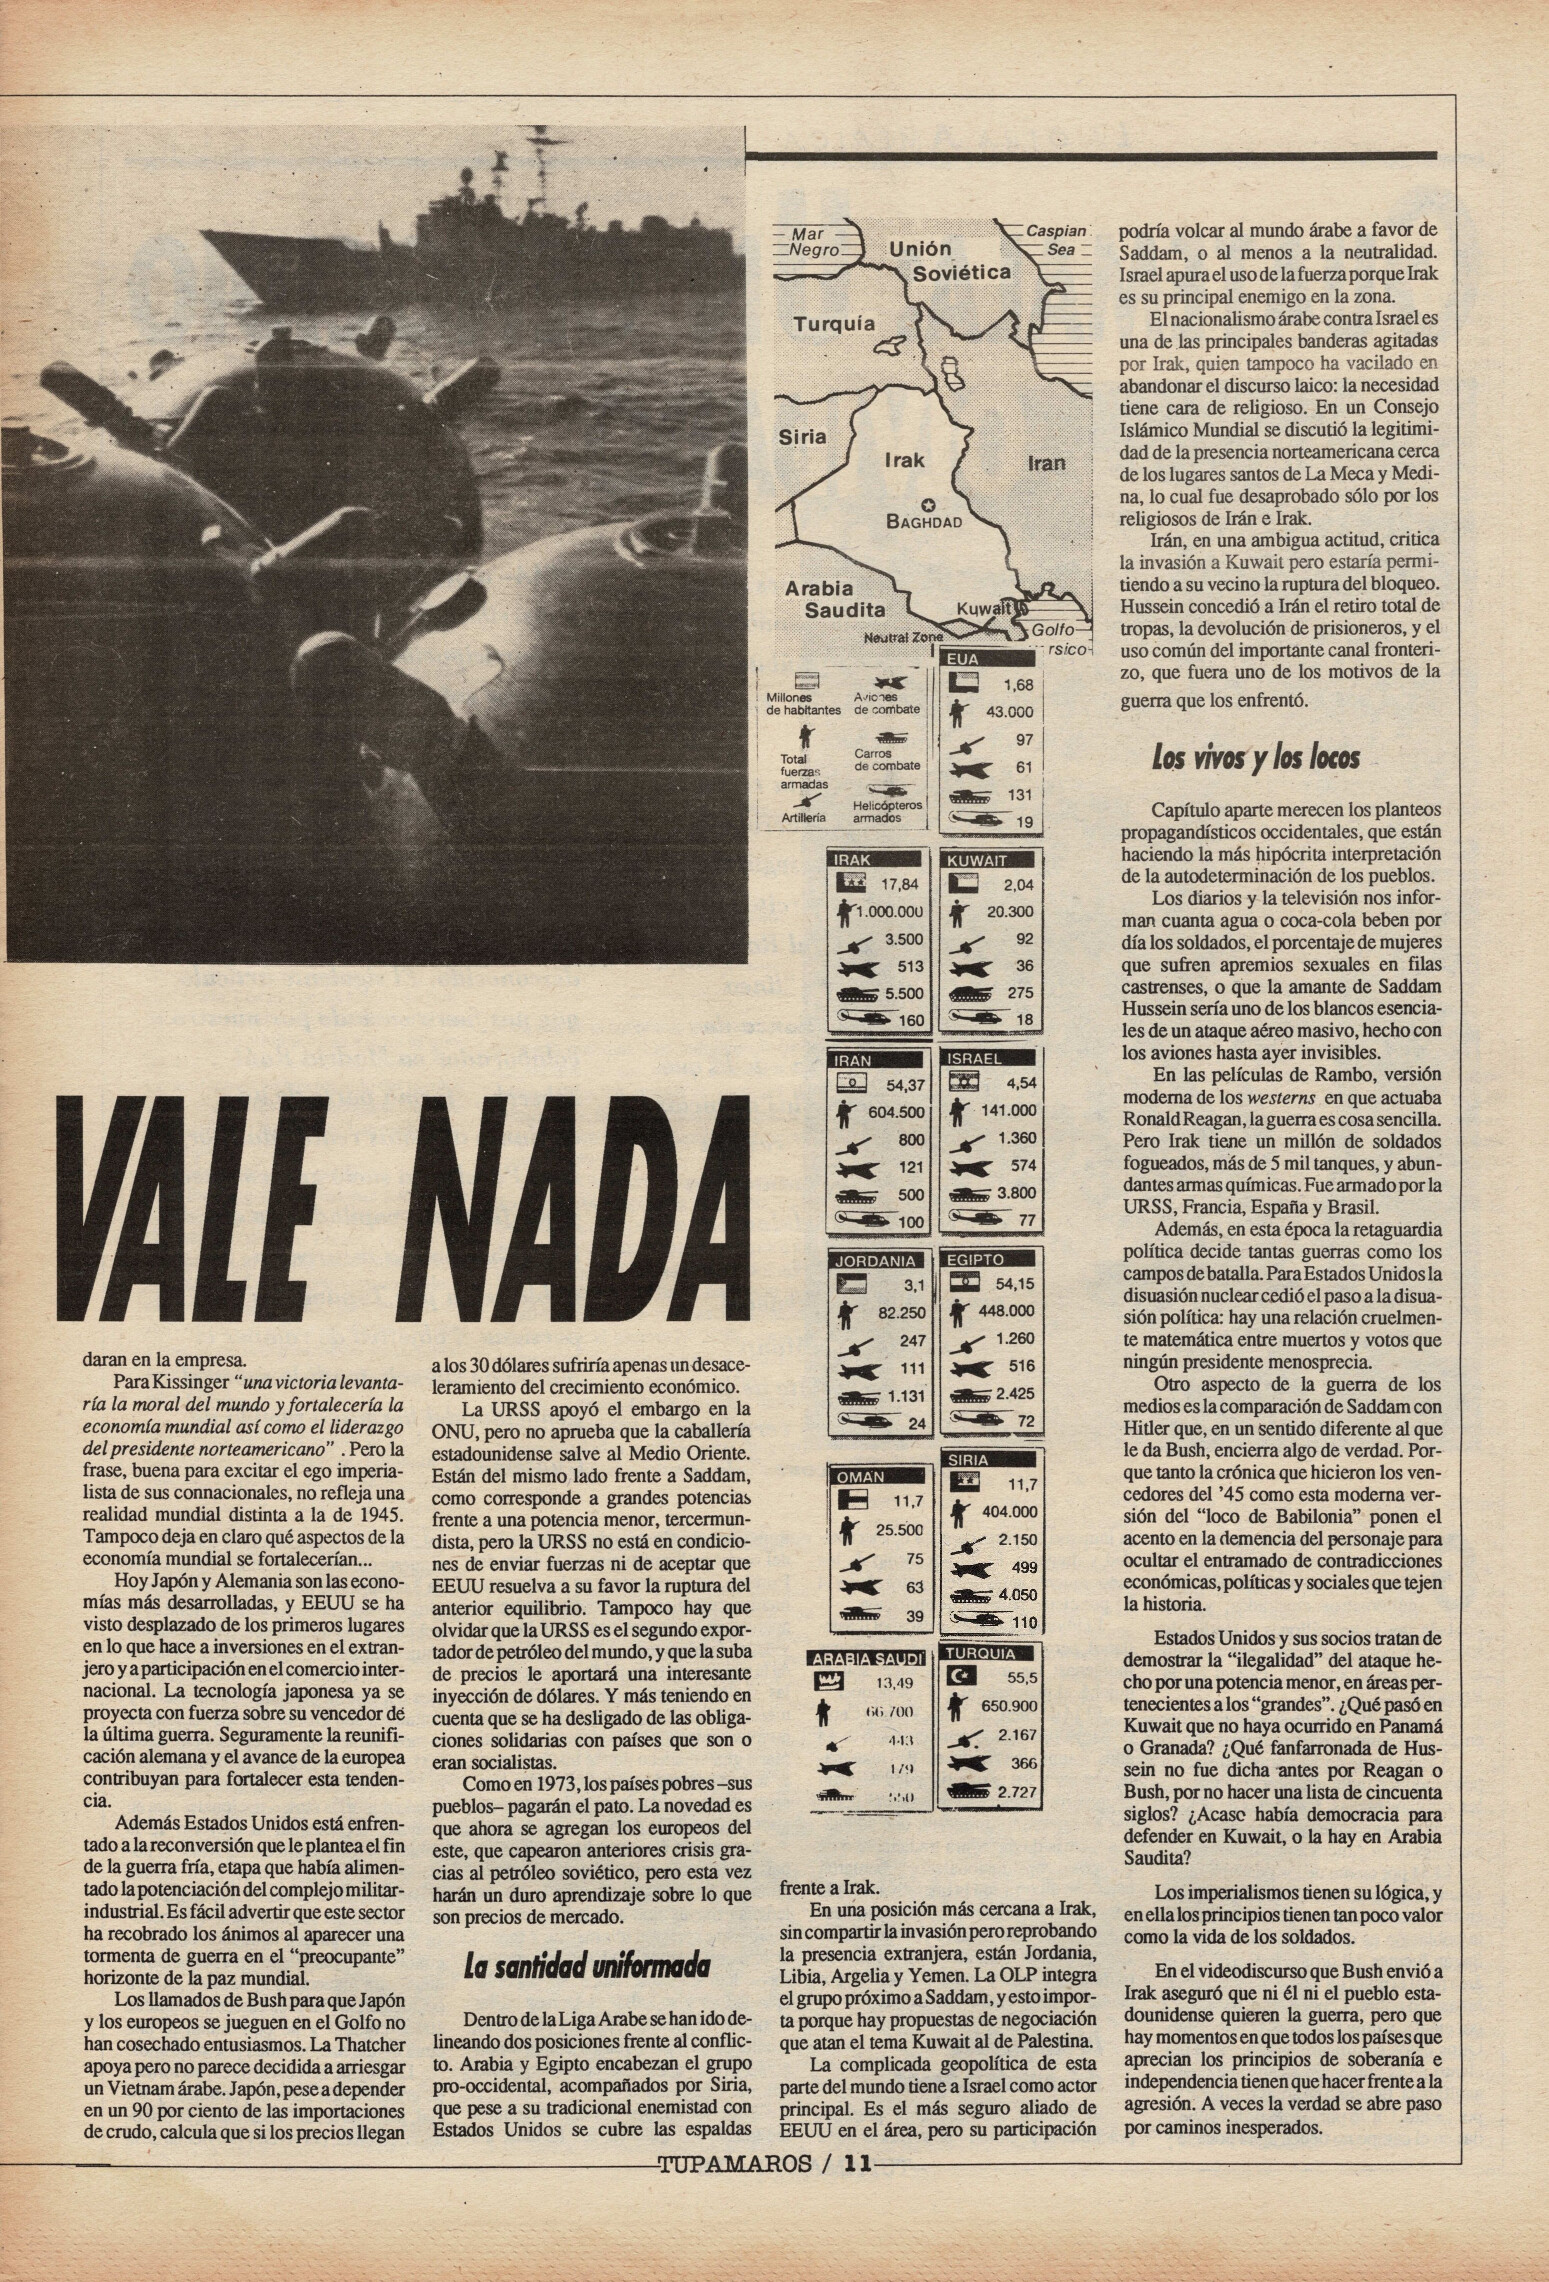 VALE NADA
daran en la empresa.
Para Kissinger “una victoria levanta-
ría la moral del mundo y fortalecería la
economía mundial así como el liderazgo
del presidente norteamericano” . Pero la
frase, buena para excitar el ego imperia-
lista de sus connacionales, no refleja una
realidad mundial distinta a la de 1945.
Tampoco deja en claro qué aspectos de la
economía mundial se fortalecerían...
Hoy Japón y Alemania son las econo-
mías más desarrolladas, y EEUU se ha
visto desplazado de los primeros lugares
en lo que hace a inversiones en el extran-
jero y a participación en el comercio inter-
nacional. La tecnología japonesa ya se
proyecta con fuerza sobre su vencedor de
la última guerra. Seguramente la reunifi-
cación alemana y el avance de la europea
contribuyan para fortalecer esta tenden-
cia.
Además Estados Unidos está enfren-
tado a la reconversión que le plantea el fin
de la guerra fría, etapa que había alimen-
tado la potenciación del complejo militar-
industrial. Es fácil advertir que este sector
ha recobrado los ánimos al aparecer una
tormenta de guerra en el “preocupante”
horizonte de la paz mundial.
Los llamados de Bush para que Japón
y los europeos se jueguen en el Golfo no
han cosechado entusiasmos. La Thatcher
apoya pero no parece decidida a arriesgar
un Vietnam árabe. Japón, pese a depender
en un 90 por ciento de las importaciones
de crudo, calcula que si los precios llegan
a los 30 dólares sufriría apenas un desace-
leramiento del crecimiento económico.
La URSS apoyó el embargo en la
ONU, pero no aprueba que la caballería
estadounidense salve al Medio Oriente.
Están del mismo lado frente a Saddam,
como corresponde a grandes potencias
frente a una potencia menor, tercermun-
dista, pero la URSS no está en condicio-
nes de enviar fuerzas ni de aceptar que
EEUU resuelva a su favor la ruptura del
anterior equilibrio. Tampoco hay que
olvidar que la URSS es el segundo expor-
tador de petróleo del mundo, y que la suba
de precios le aportará una interesante
inyección de dólares. Y más teniendo en
cuenta que se ha desligado de las obliga-
ciones solidarias con países que son o
eran socialistas.
Como en 1973, los países pobres –sus
pueblos– pagarán el pato. La novedad es
que ahora se agregan los europeos del
este, que capearon anteriores crisis gra-
cias al petróleo soviético, pero esta vez
harán un duro aprendizaje sobre lo que
son precios de mercado.
La santidad uniformada
Dentro de la Liga Arabe se han ido de-
lineando dos posiciones frente al conflic-
to. Arabia y Egipto encabezan el grupo
pro-occidental, acompañados por Siria,
que pese a su tradicional enemistad con
Estados Unidos se cubre las espaldas
Mar
Negro
Unión
Soviética
Caspian
Sea
Turquía
Siria
Irak
Iran
BAGHDAD
Arabia
Saudita
Kuwait
Neutral Zone
Golfo
rsico
Millones
de habitantes
Aviones
de combate
Total
fuerzas
armadas
Carros
de combate
Artillería
Helicópteros
armados
EUA
1,68
43.000
97
61
131
19
IRAK
17,84
1.000.000
3.500
513
5.500
160
KUWAIT
2,04
20.300
92
36
275
18
IRAN
54,37
604.500
800
121
500
100
ISRAEL
4,54
141.000
1.360
574
3.800
77
JORDANIA
3,1
82.250
247
111
1.131
24
EGIPTO
54,15
448.000
1.260
516
2.425
72
OMAN
11,7
25.500
75
63
39
SIRIA
11,7
404.000
2.150
499
4.050
110
ARABIA SAUDI
13,49
66.700
443
179
550
TURQUIA
55,5
650.900
2.167
366
2.727
frente a Irak.
En una posición más cercana a Irak,
sin compartir la invasión pero reprobando
la presencia extranjera, están Jordania,
Libia, Argelia y Yemen. La OLP integra
el grupo próximo a Saddam, y esto impor-
ta porque hay propuestas de negociación
que atan el tema Kuwait al de Palestina.
La complicada geopolítica de esta
parte del mundo tiene a Israel como actor
principal. Es el más seguro aliado de
EEUU en el área, pero su participación
podría volcar al mundo árabe a favor de
Saddam, o al menos a la neutralidad.
Israel apura el uso de la fuerza porque Irak
es su principal enemigo en la zona.
El nacionalismo árabe contra Israel es
una de las principales banderas agitadas
por Irak, quien tampoco ha vacilado en
abandonar el discurso laico: la necesidad
tiene cara de religioso. En un Consejo
Islámico Mundial se discutió la legitimi-
dad de la presencia norteamericana cerca
de los lugares santos de La Meca y Medi-
na, lo cual fue desaprobado sólo por los
religiosos de Irán e Irak.
Irán, en una ambigua actitud, critica
la invasión a Kuwait pero estaría permi-
tiendo a su vecino la ruptura del bloqueo.
Hussein concedió a Irán el retiro total de
tropas, la devolución de prisioneros, y el
uso común del importante canal fronteri-
zo, que fuera uno de los motivos de la
guerra que los enfrentó.
Los vivos y los locos
Capítulo aparte merecen los planteos
propagandísticos occidentales, que están
haciendo la más hipócrita interpretación
de la autodeterminación de los pueblos.
Los diarios y la televisión nos infor-
man cuanta agua o coca-cola beben por
día los soldados, el porcentaje de mujeres
que sufren apremios sexuales en filas
castrenses, o que la amante de Saddam
Hussein sería uno de los blancos esencia-
les de un ataque aéreo masivo, hecho con
los aviones hasta ayer invisibles.
En las películas de Rambo, versión
moderna de los westerns en que actuaba
Ronald Reagan, la guerra es cosa sencilla.
Pero Irak tiene un millón de soldados
fogueados, más de 5 mil tanques, y abun-
dantes armas químicas. Fue armado por la
URSS, Francia, España y Brasil.
Además, en esta época la retaguardia
política decide tantas guerras como los
campos de batalla. Para Estados Unidos la
disuasión nuclear cedió el paso a la disua-
sión política: hay una relación cruelmen-
te matemática entre muertos y votos que
ningún presidente menosprecia.
Otro aspecto de la guerra de los
medios es la comparación de Saddam con
Hitler que, en un sentido diferente al que
le da Bush, encierra algo de verdad. Por-
que tanto la crónica que hicieron los ven-
cedores del ’45 como esta moderna ver-
sión del “loco de Babilonia” ponen el
acento en la demencia del personaje para
ocultar el entramado de contradicciones
económicas, políticas y sociales que tejen
la historia.
Estados Unidos y sus socios tratan de
demostrar la “ilegalidad” del ataque he-
cho por una potencia menor, en áreas per-
tenecientes a los “grandes”. ¿Qué pasó en
Kuwait que no haya ocurrido en Panamá
o Granada? ¿Qué fanfarronada de Hus-
sein no fue dicha antes por Reagan o
Bush, por no hacer una lista de cincuenta
siglos? ¿Acaso había democracia para
defender en Kuwait, o la hay en Arabia
Saudita?
Los imperialismos tienen su lógica, y
en ella los principios tienen tan poco valor
como la vida de los soldados.
En el videodiscurso que Bush envió a
Irak aseguró que ni él ni el pueblo esta-
dounidense quieren la guerra, pero que
hay momentos en que todos los países que
aprecian los principios de soberanía e
independencia tienen que hacer frente a la
agresión. A veces la verdad se abre paso
por caminos inesperados.
TUPAMAROS / 11